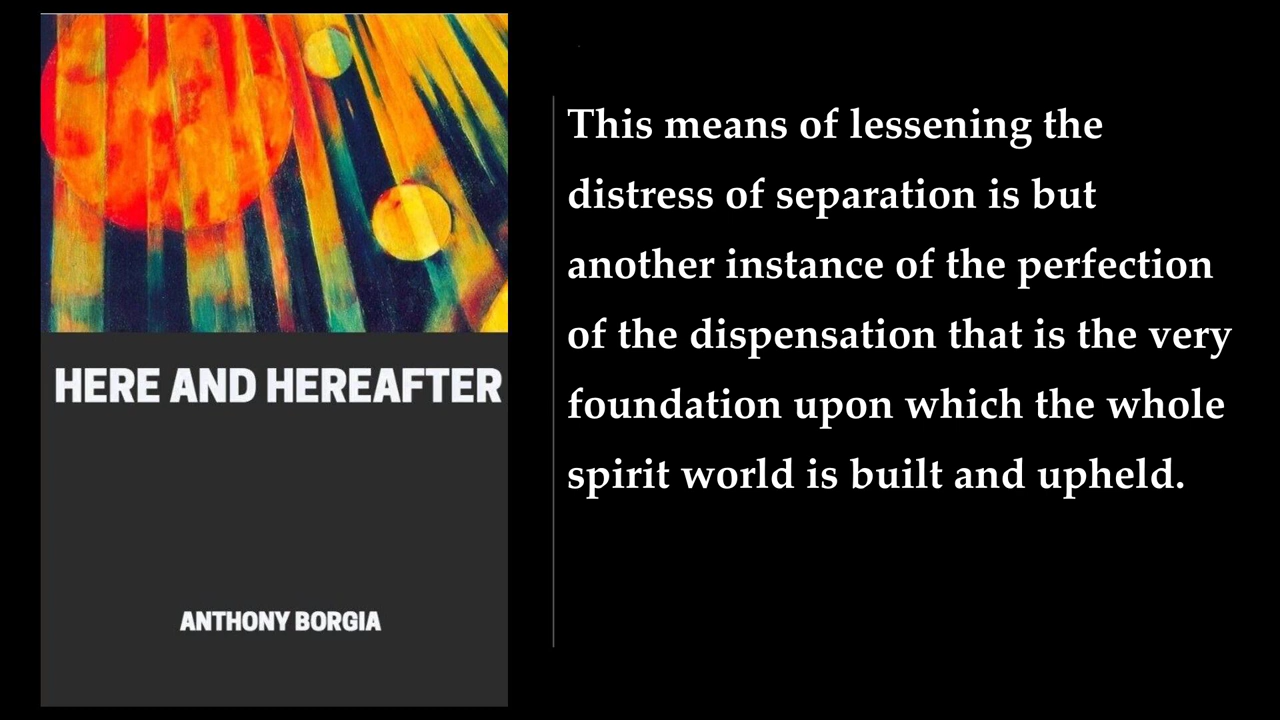 HERE AND HEREAFTER
ANTHONY BORGIA
This means of lessening the
distress of separation is but
another instance of the perfection
of the dispensation that is the very
foundation upon which the whole
spirit world is built and upheld.